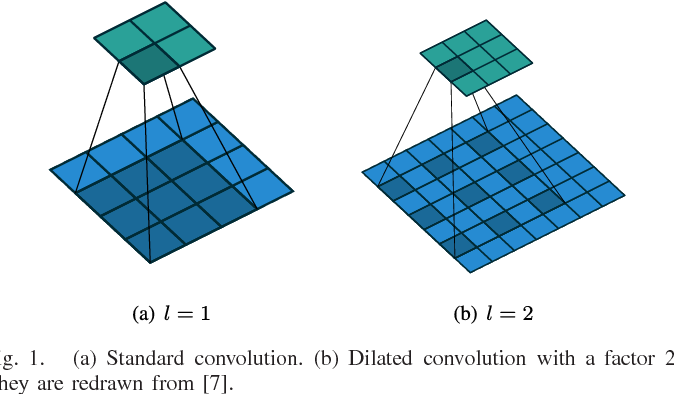 (a) l = 1 (b) l = 2
g. 1. (a) Standard convolution. (b) Dilated convolution with a factor 2
hey are redrawn from [7].